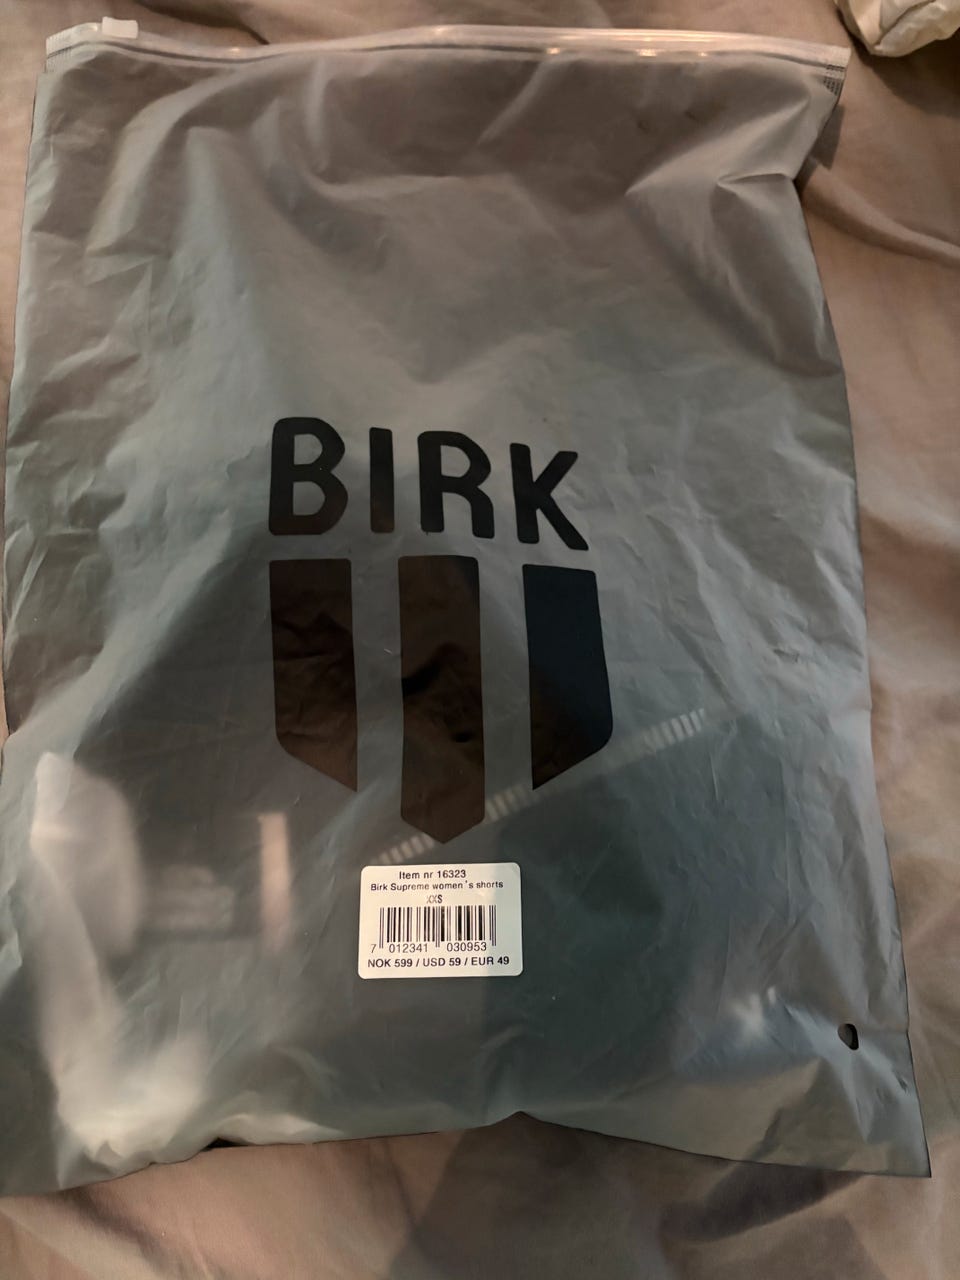 BIRK
Item nr 16323
Birk Supreme women´s shorts
XXS
7 012341 030953
NOK 599 / USD 59 / EUR 49